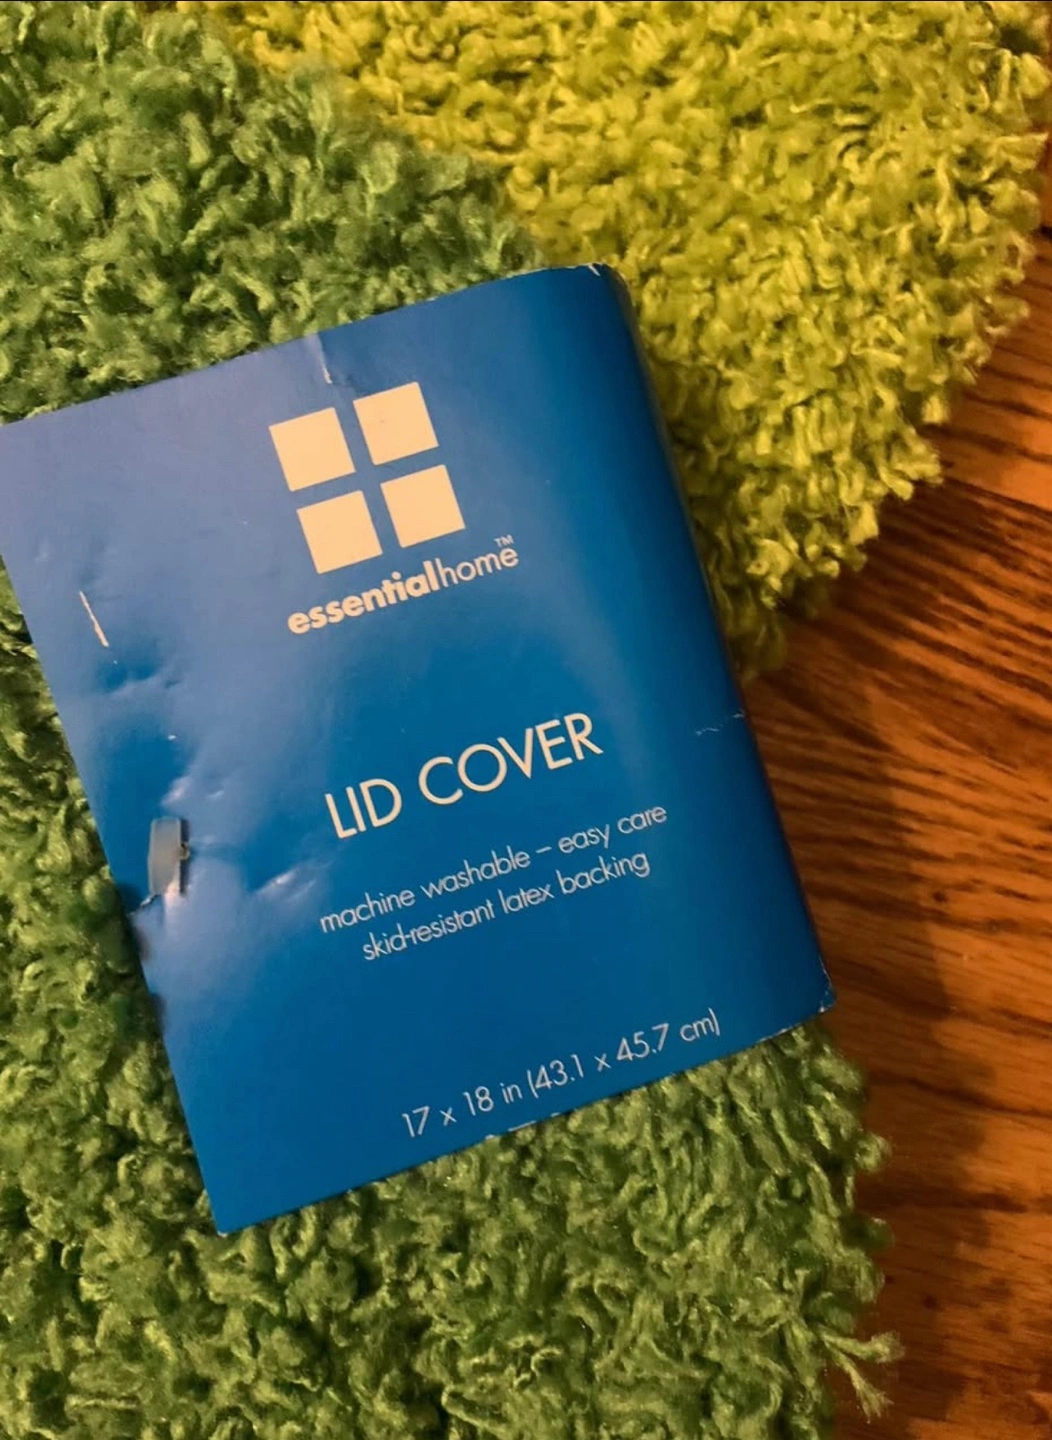 essentialhome™
LID COVER
machine washable – easy care
skid-resistant latex backing
17 x 18 in (43.1 x 45.7 cm)